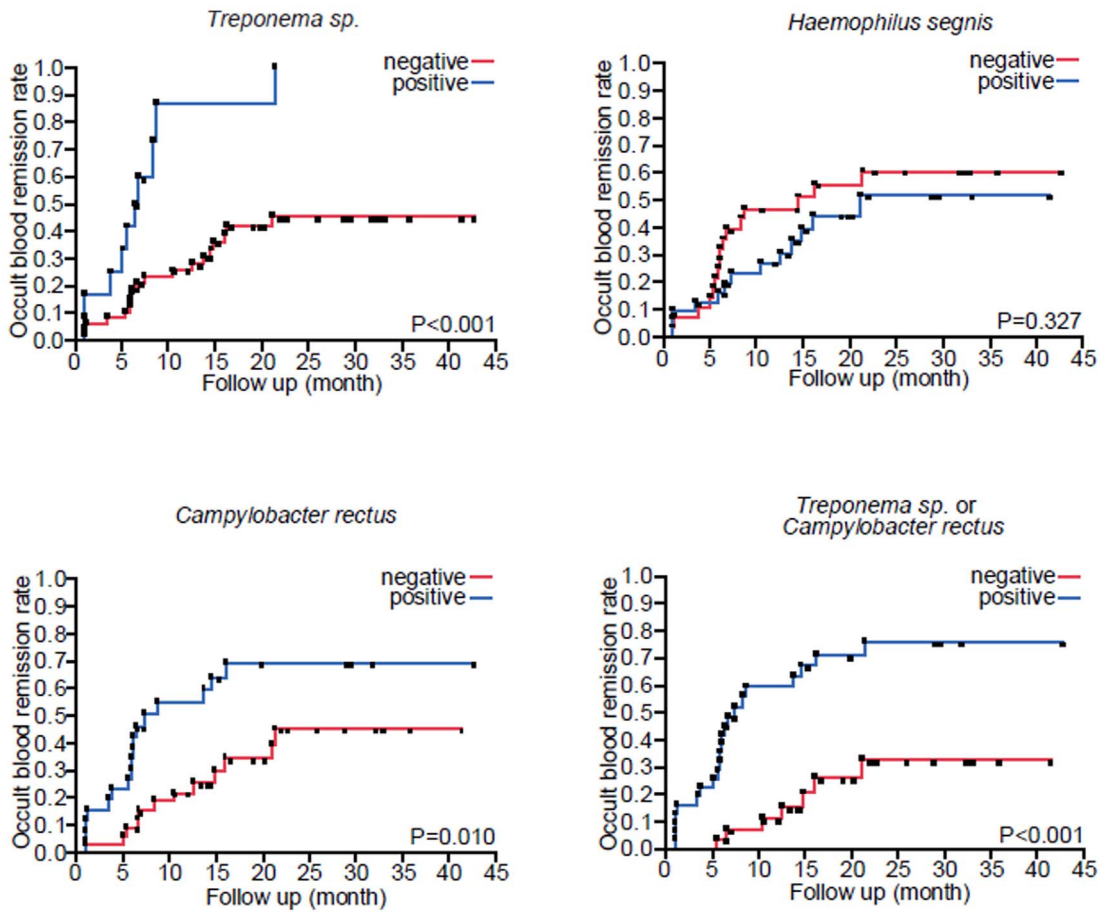 Treponema sp.
negative
positive
Occult blood remission rate
1.0
0.9
0.8
0.7
0.6
0.5
0.4
0.3
0.2
0.1
0.0
P<0.001
0 5 10 15 20 25 30 35 40 45
Follow up (month)
Haemophilus segnis
negative
positive
Occult blood remission rate
1.0
0.9
0.8
0.7
0.6
0.5
0.4
0.3
0.2
0.1
0.0
P=0.327
0 5 10 15 20 25 30 35 40 45
Follow up (month)
Campylobacter rectus
negative
positive
Occult blood remission rate
1.0
0.9
0.8
0.7
0.6
0.5
0.4
0.3
0.2
0.1
0.0
P=0.010
0 5 10 15 20 25 30 35 40 45
Follow up (month)
Treponema sp. or
Campylobacter rectus
negative
positive
Occult blood remission rate
1.0
0.9
0.8
0.7
0.6
0.5
0.4
0.3
0.2
0.1
0.0
P<0.001
0 5 10 15 20 25 30 35 40 45
Follow up (month)